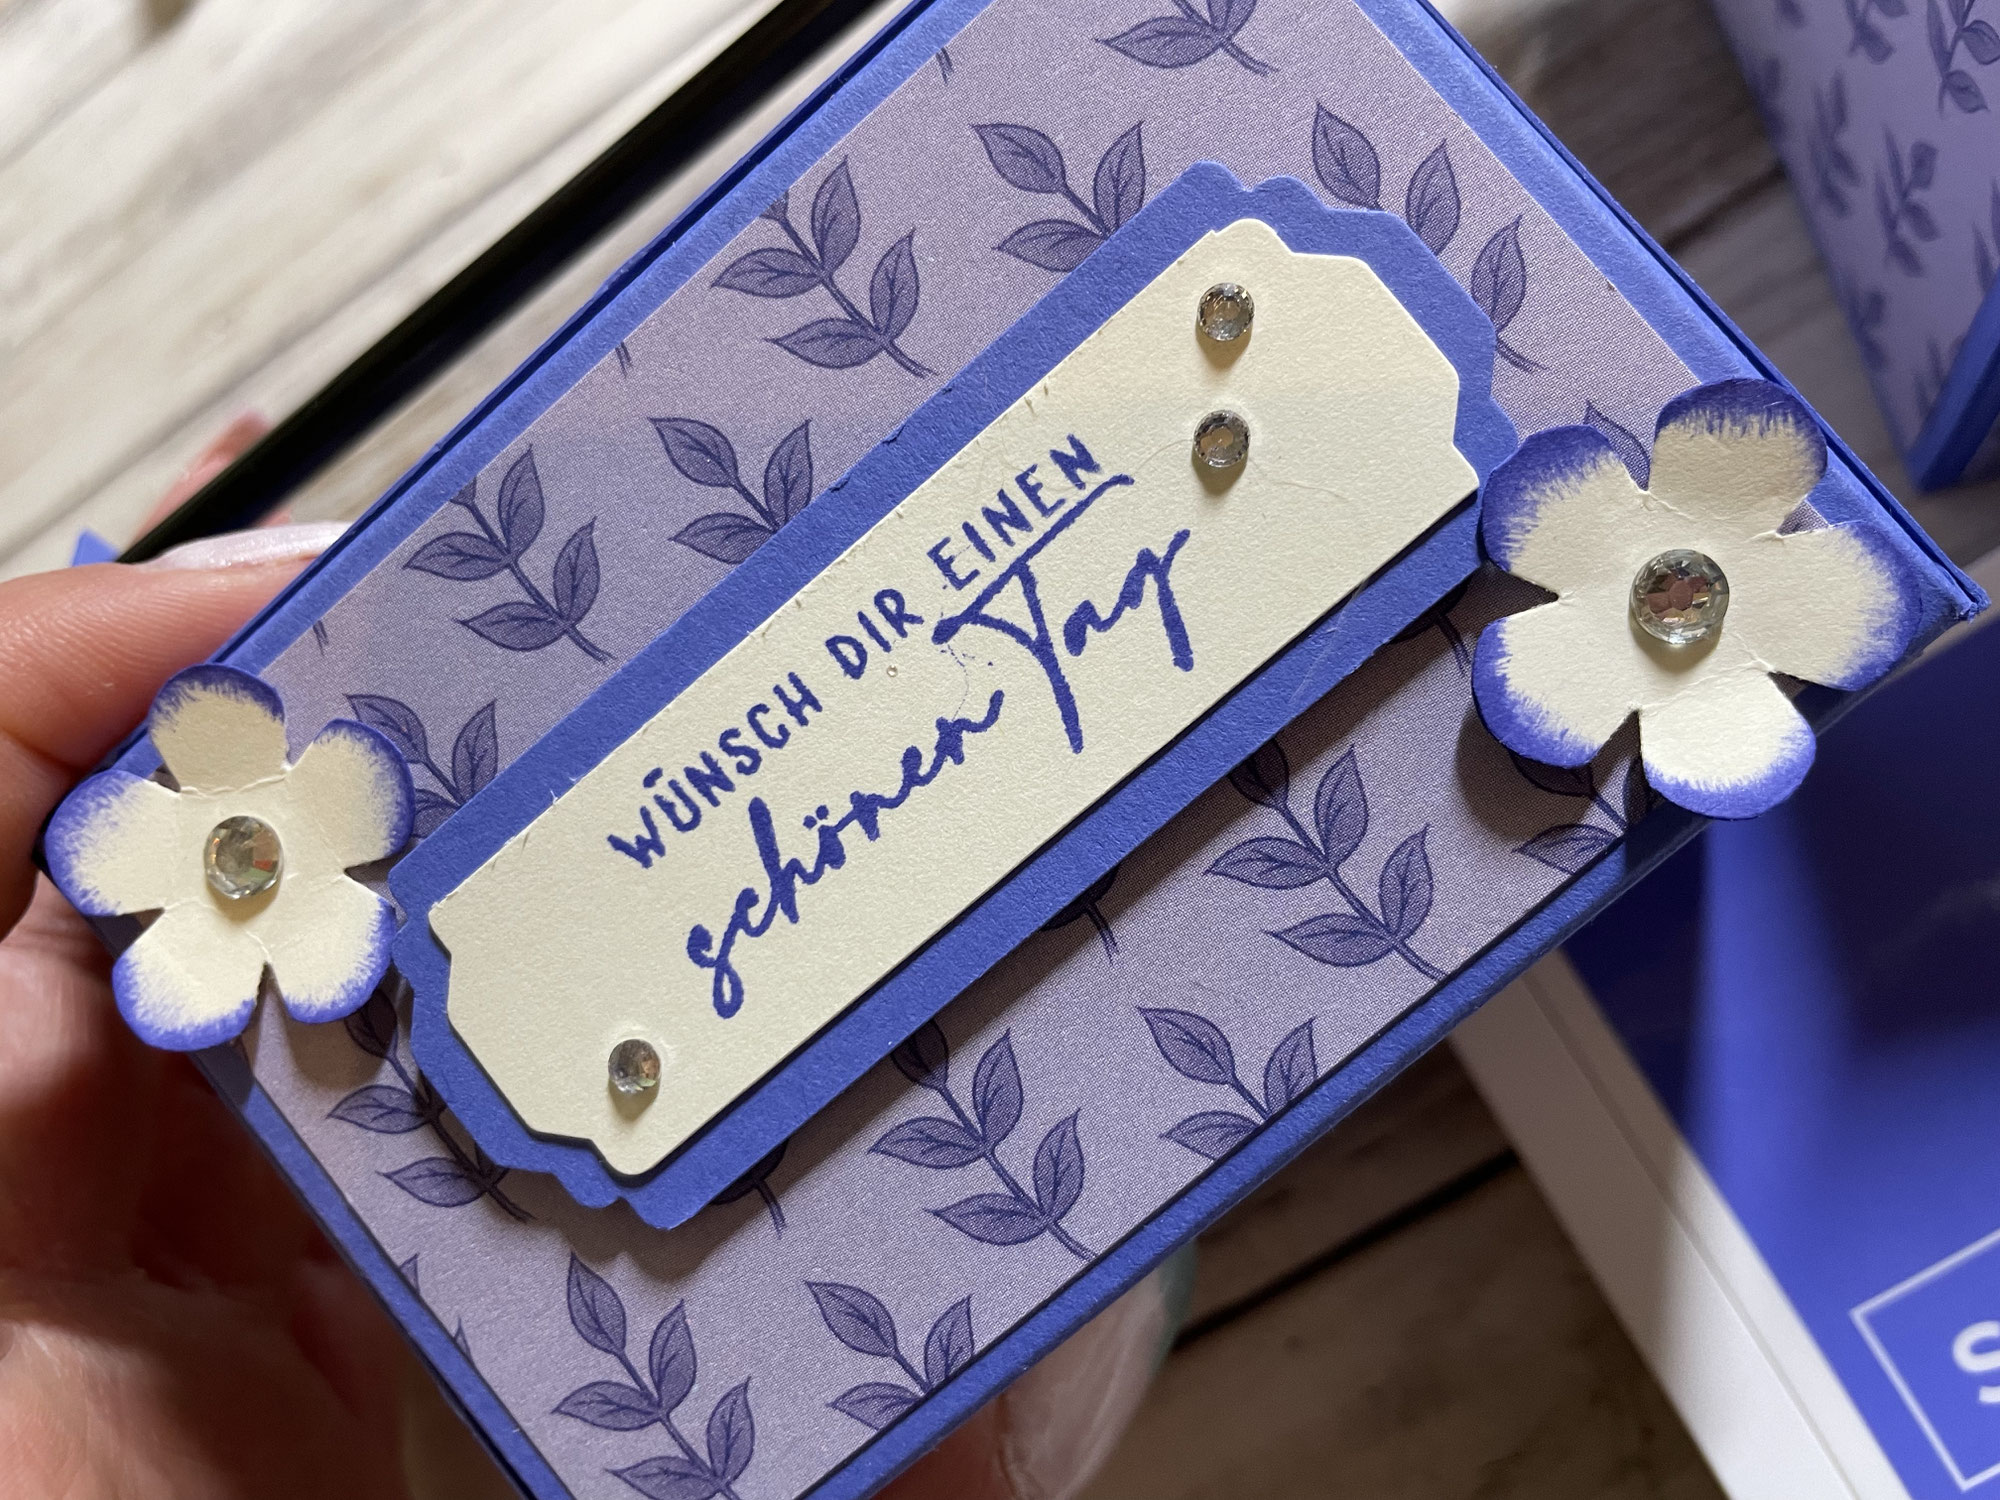 WÜNSCH DIR EINEN
schönen Tag